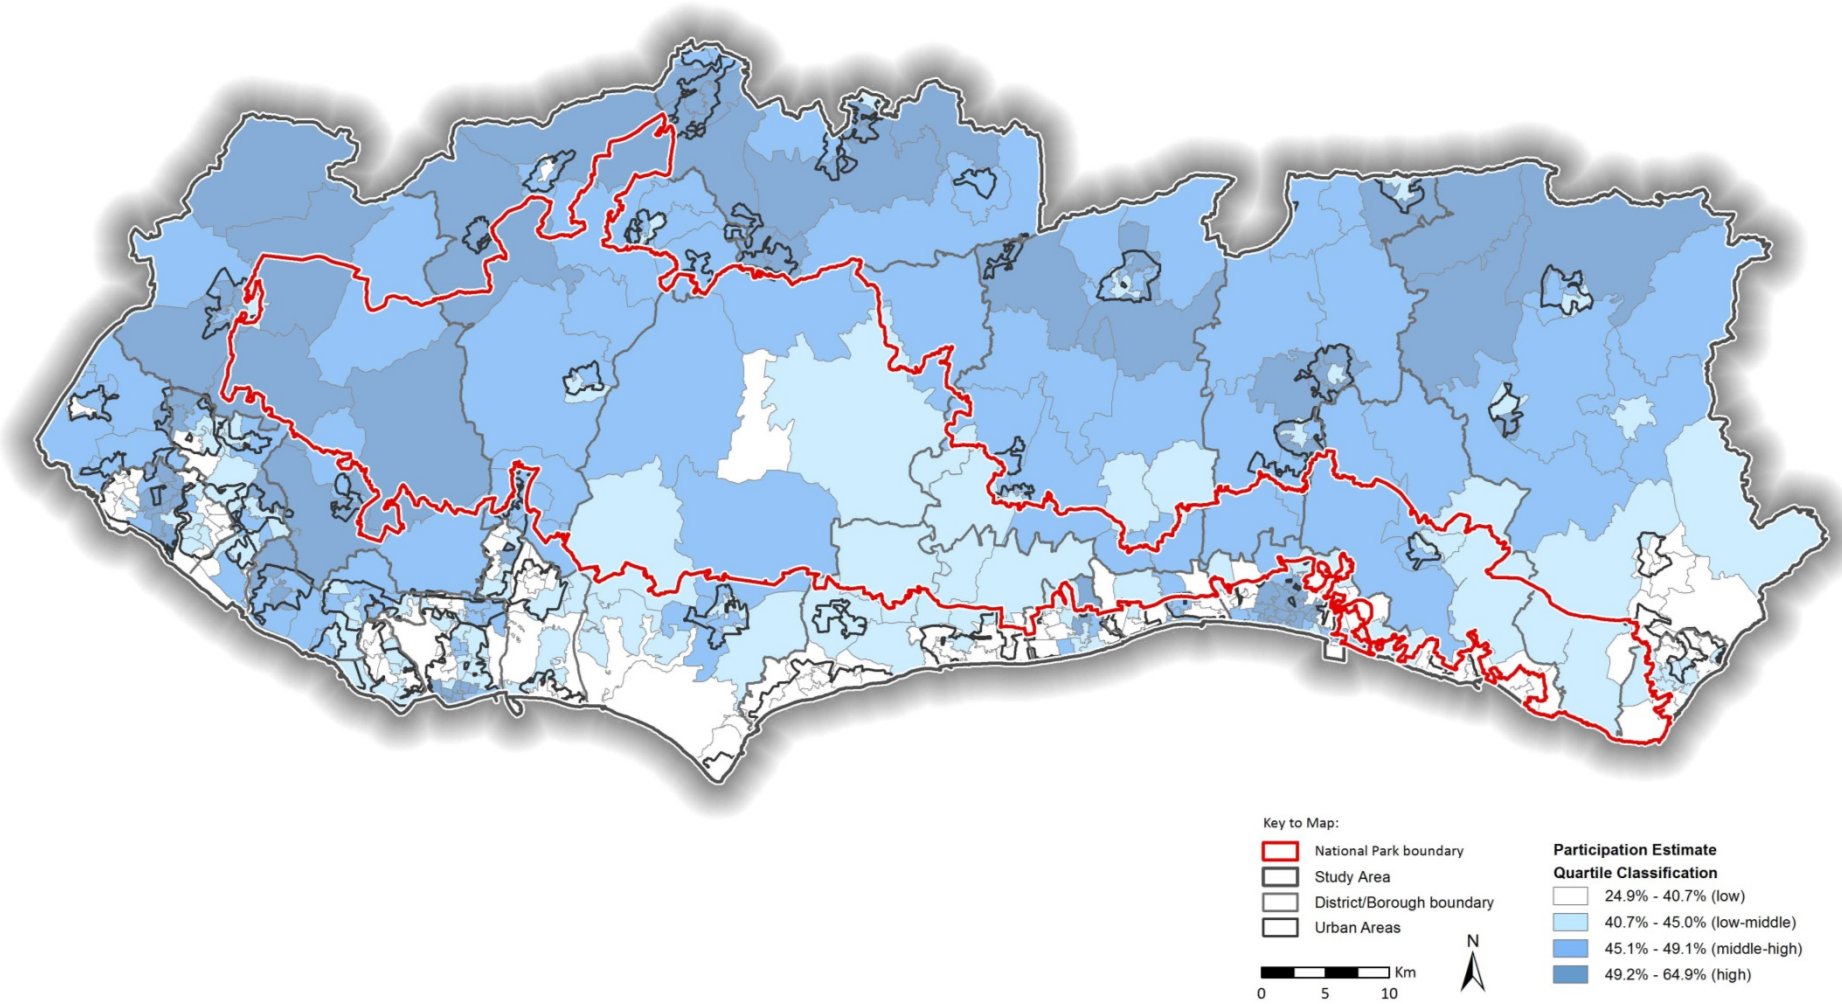 Key to Map:
National Park boundary
Study Area
District/Borough boundary
Urban Areas
N
Km
0 5 10
Participation Estimate
Quartile Classification
24.9% - 40.7% (low)
40.7% - 45.0% (low-middle)
45.1% - 49.1% (middle-high)
49.2% - 64.9% (high)